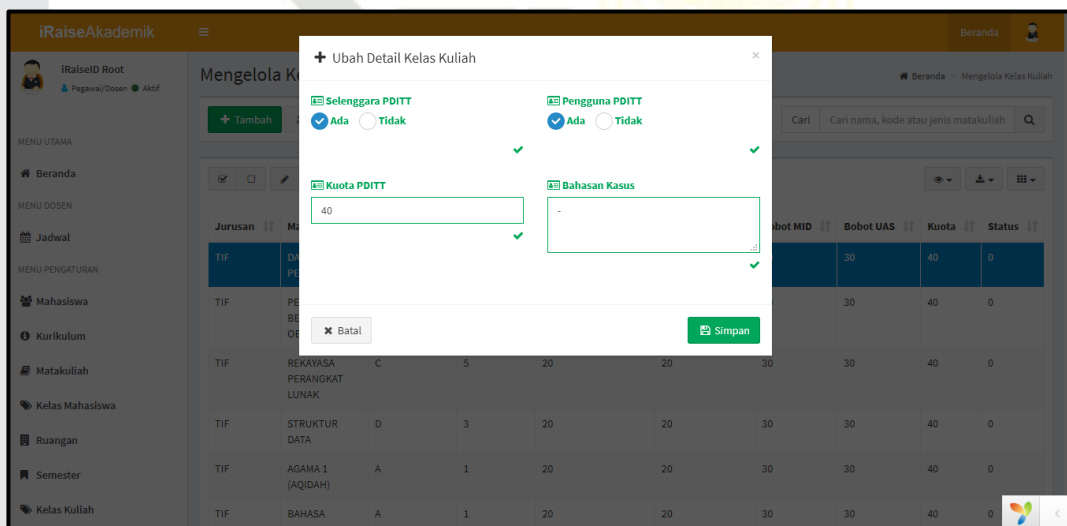 iRaiseAkademik
Beranda
iRaiseID Root
Pegawai/Dosen Aktif
MENU UTAMA
Beranda
MENU DOSEN
Jadwal
MENU PENGATURAN
Mahasiswa
Kurikulum
Matakuliah
Kelas Mahasiswa
Ruangan
Semester
Kelas Kuliah
Mengelola
Beranda > Mengelola Kelas Kuliah
+ Tambah
Cari Cari nama, kode atau jenis matakuliah
+ Ubah Detail Kelas Kuliah ×
Selenggara PDITT Pengguna PDITT
Ada Tidak Ada Tidak
Kuota PDITT Bahasan Kasus
40 -
Batal Simpan
Jurusan MID Bobot UAS Kuota Status
TIF 30 40 0
TIF 30 40 0
TIF REKAYASA C 5 20 20 30 30 40 0
PERANGKAT
LUNAK
TIF STRUKTUR D 3 20 20 30 30 40 0
DATA
TIF AGAMA 1 A 1 20 20 30 30 40 0
(AQIDAH)
TIF BAHASA A 1 20 20 30 30 40 0